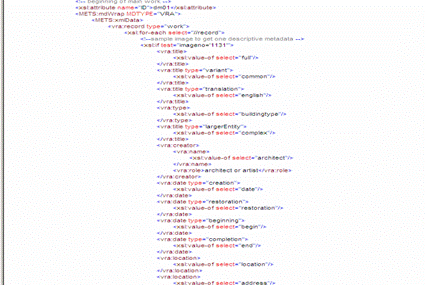 <!-- beginning of main work -->
<xsl:attribute name="ID">dm01</xsl:attribute>
<METS:mdWrap MDTYPE="VRA">
<METS:xmlData>
<vra:record type="work">
<xsl:for-each select="//record">
<!--sample image to get one descriptive metadata -->
<xsl:if test="imageno='1131'">
<vra:title>
<xsl:value-of select="full"/>
</vra:title>
<vra:title type="variant">
<xsl:value-of select="common"/>
</vra:title>
<vra:title type="translation">
<xsl:value-of select="english"/>
</vra:title>
<vra:type>
<xsl:value-of select="buildingtype"/>
</vra:type>
<vra:title type="largerEntity">
<xsl:value-of select="complex"/>
</vra:title>
<vra:creator>
<vra:name>
<xsl:value-of select="architect"/>
</vra:name>
<vra:role>architect or artist</vra:role>
</vra:creator>
<vra:date type="creation">
<xsl:value-of select="date"/>
</vra:date>
<vra:date type="restoration">
<xsl:value-of select="restoration"/>
</vra:date>
<vra:date type="beginning">
<xsl:value-of select="begin"/>
</vra:date>
<vra:date type="completion">
<xsl:value-of select="end"/>
</vra:date>
<vra:location>
<xsl:value-of select="location"/>
</vra:location>
<vra:location>
<xsl:value-of select="address"/>